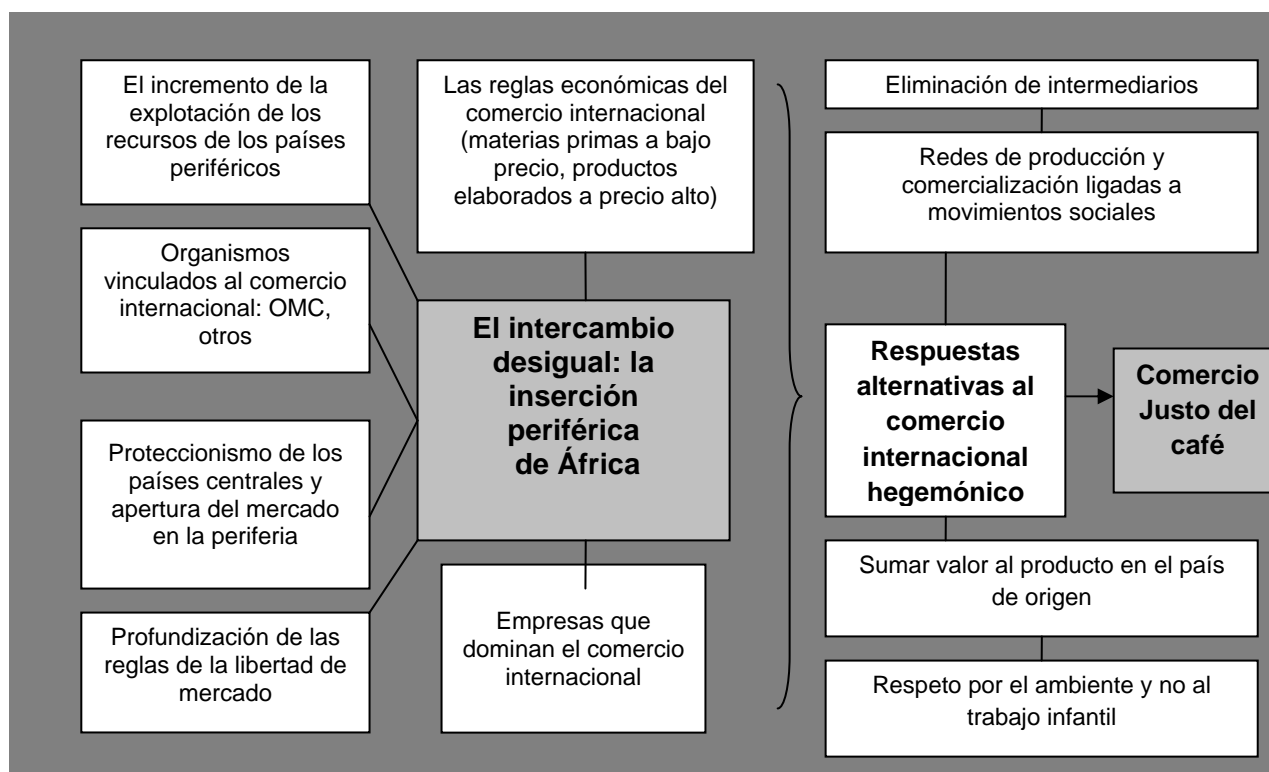 El incremento de la
explotación de los
recursos de los países
periféricos
Organismos
vinculados al comercio
internacional: OMC,
otros
Proteccionismo de los
países centrales y
apertura del mercado
en la periferia
Profundización de las
reglas de la libertad de
mercado
Las reglas económicas del
comercio internacional
(materias primas a bajo
precio, productos
elaborados a precio alto)
El intercambio
desigual: la
inserción
periférica
de África
Empresas que
dominan el comercio
internacional
Eliminación de intermediarios
Redes de producción y
comercialización ligadas a
movimientos sociales
Respuestas
alternativas al
comercio
internacional
hegemónico
Sumar valor al producto en el país
de origen
Respeto por el ambiente y no al
trabajo infantil
Comercio
Justo del
café